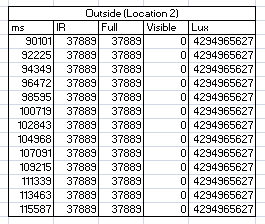 Outside (Location 2)
ms IR Full Visible Lux
90101 37889 37889 0 4294965627
92225 37889 37889 0 4294965627
94349 37889 37889 0 4294965627
96472 37889 37889 0 4294965627
98595 37889 37889 0 4294965627
100719 37889 37889 0 4294965627
102843 37889 37889 0 4294965627
104968 37889 37889 0 4294965627
107091 37889 37889 0 4294965627
109215 37889 37889 0 4294965627
111339 37889 37889 0 4294965627
113463 37889 37889 0 4294965627
115587 37889 37889 0 4294965627